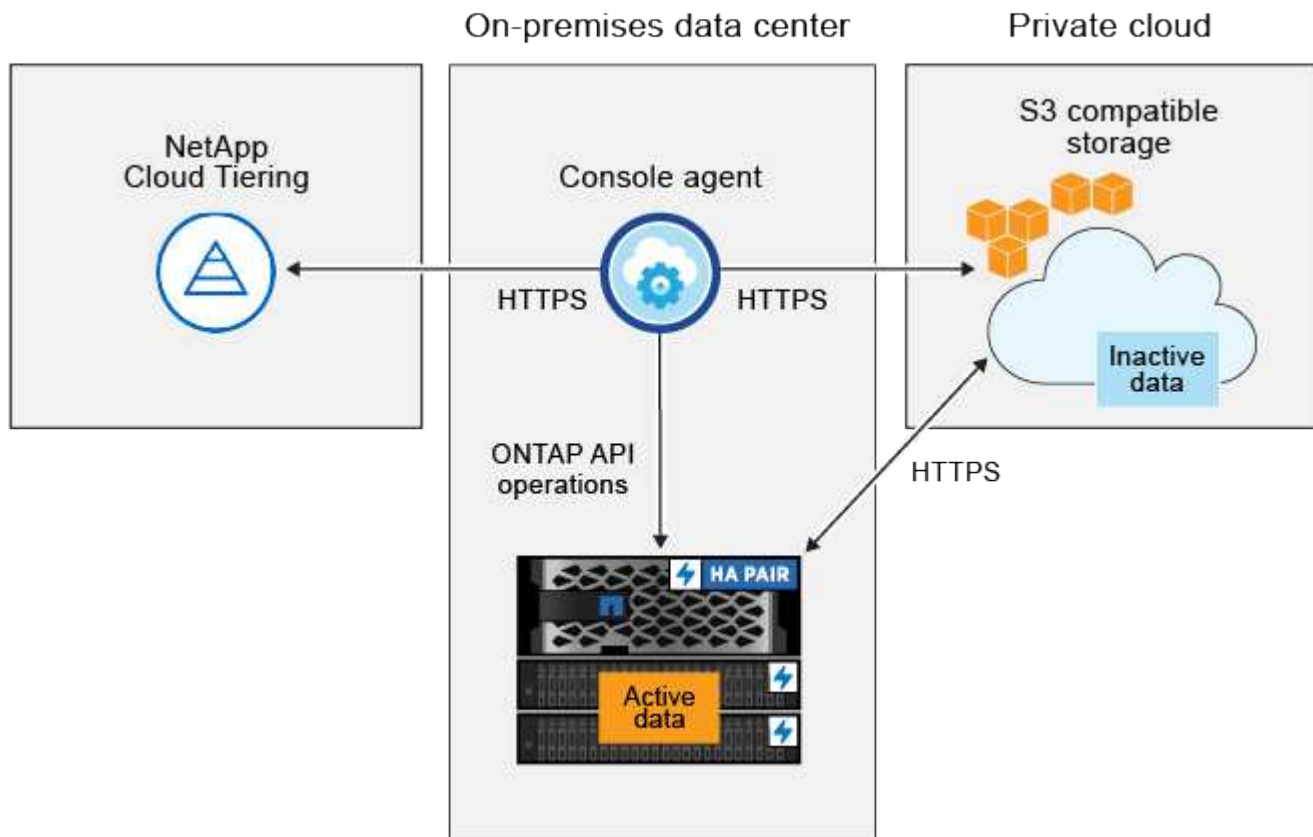 On-premises data center
Private cloud
NetApp
Cloud Tiering
Console agent
S3 compatible
storage
HTTPS
HTTPS
Inactive
data
ONTAP API
operations
HTTPS
HA PAIR
Active
data